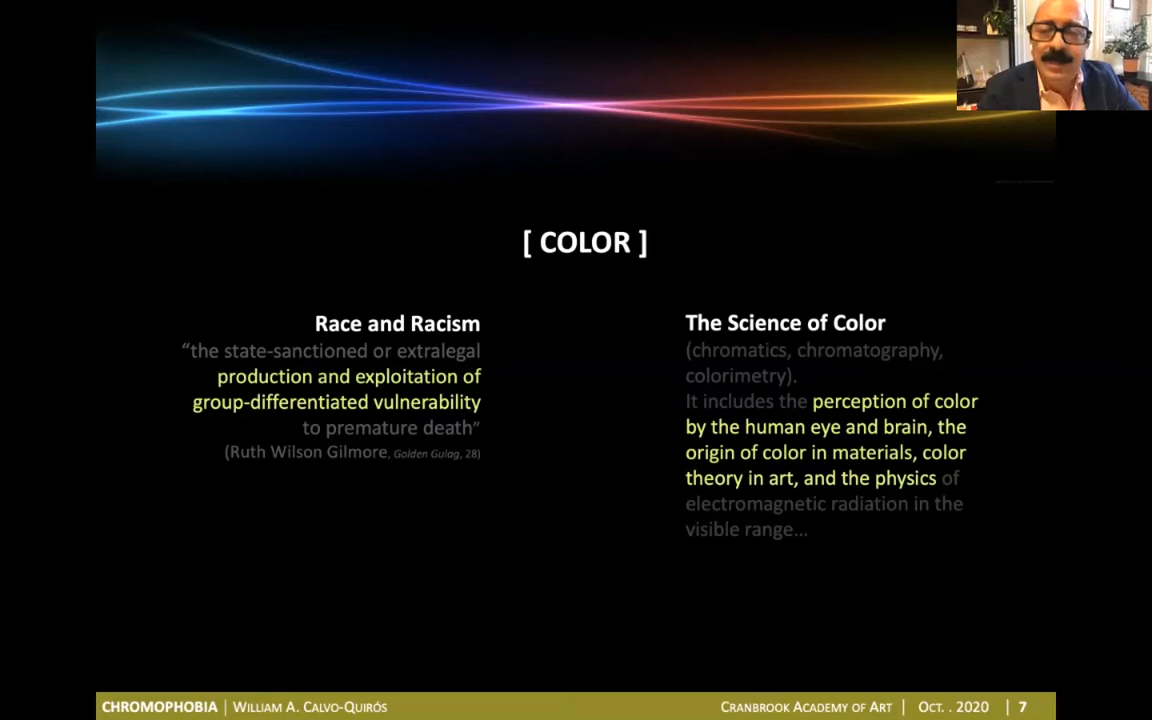 [ COLOR ]
Race and Racism
“the state-sanctioned or extralegal
production and exploitation of
group-differentiated vulnerability
to premature death”
(Ruth Wilson Gilmore, Golden Gulag, 28)
The Science of Color
(chromatics, chromatography,
colorimetry).
It includes the perception of color
by the human eye and brain, the
origin of color in materials, color
theory in art, and the physics of
electromagnetic radiation in the
visible range...
CHROMOPHOBIA | WILLIAM A. CALVO-QUIRÓS
CRANBROOK ACADEMY OF ART | OCT. . 2020 | 7